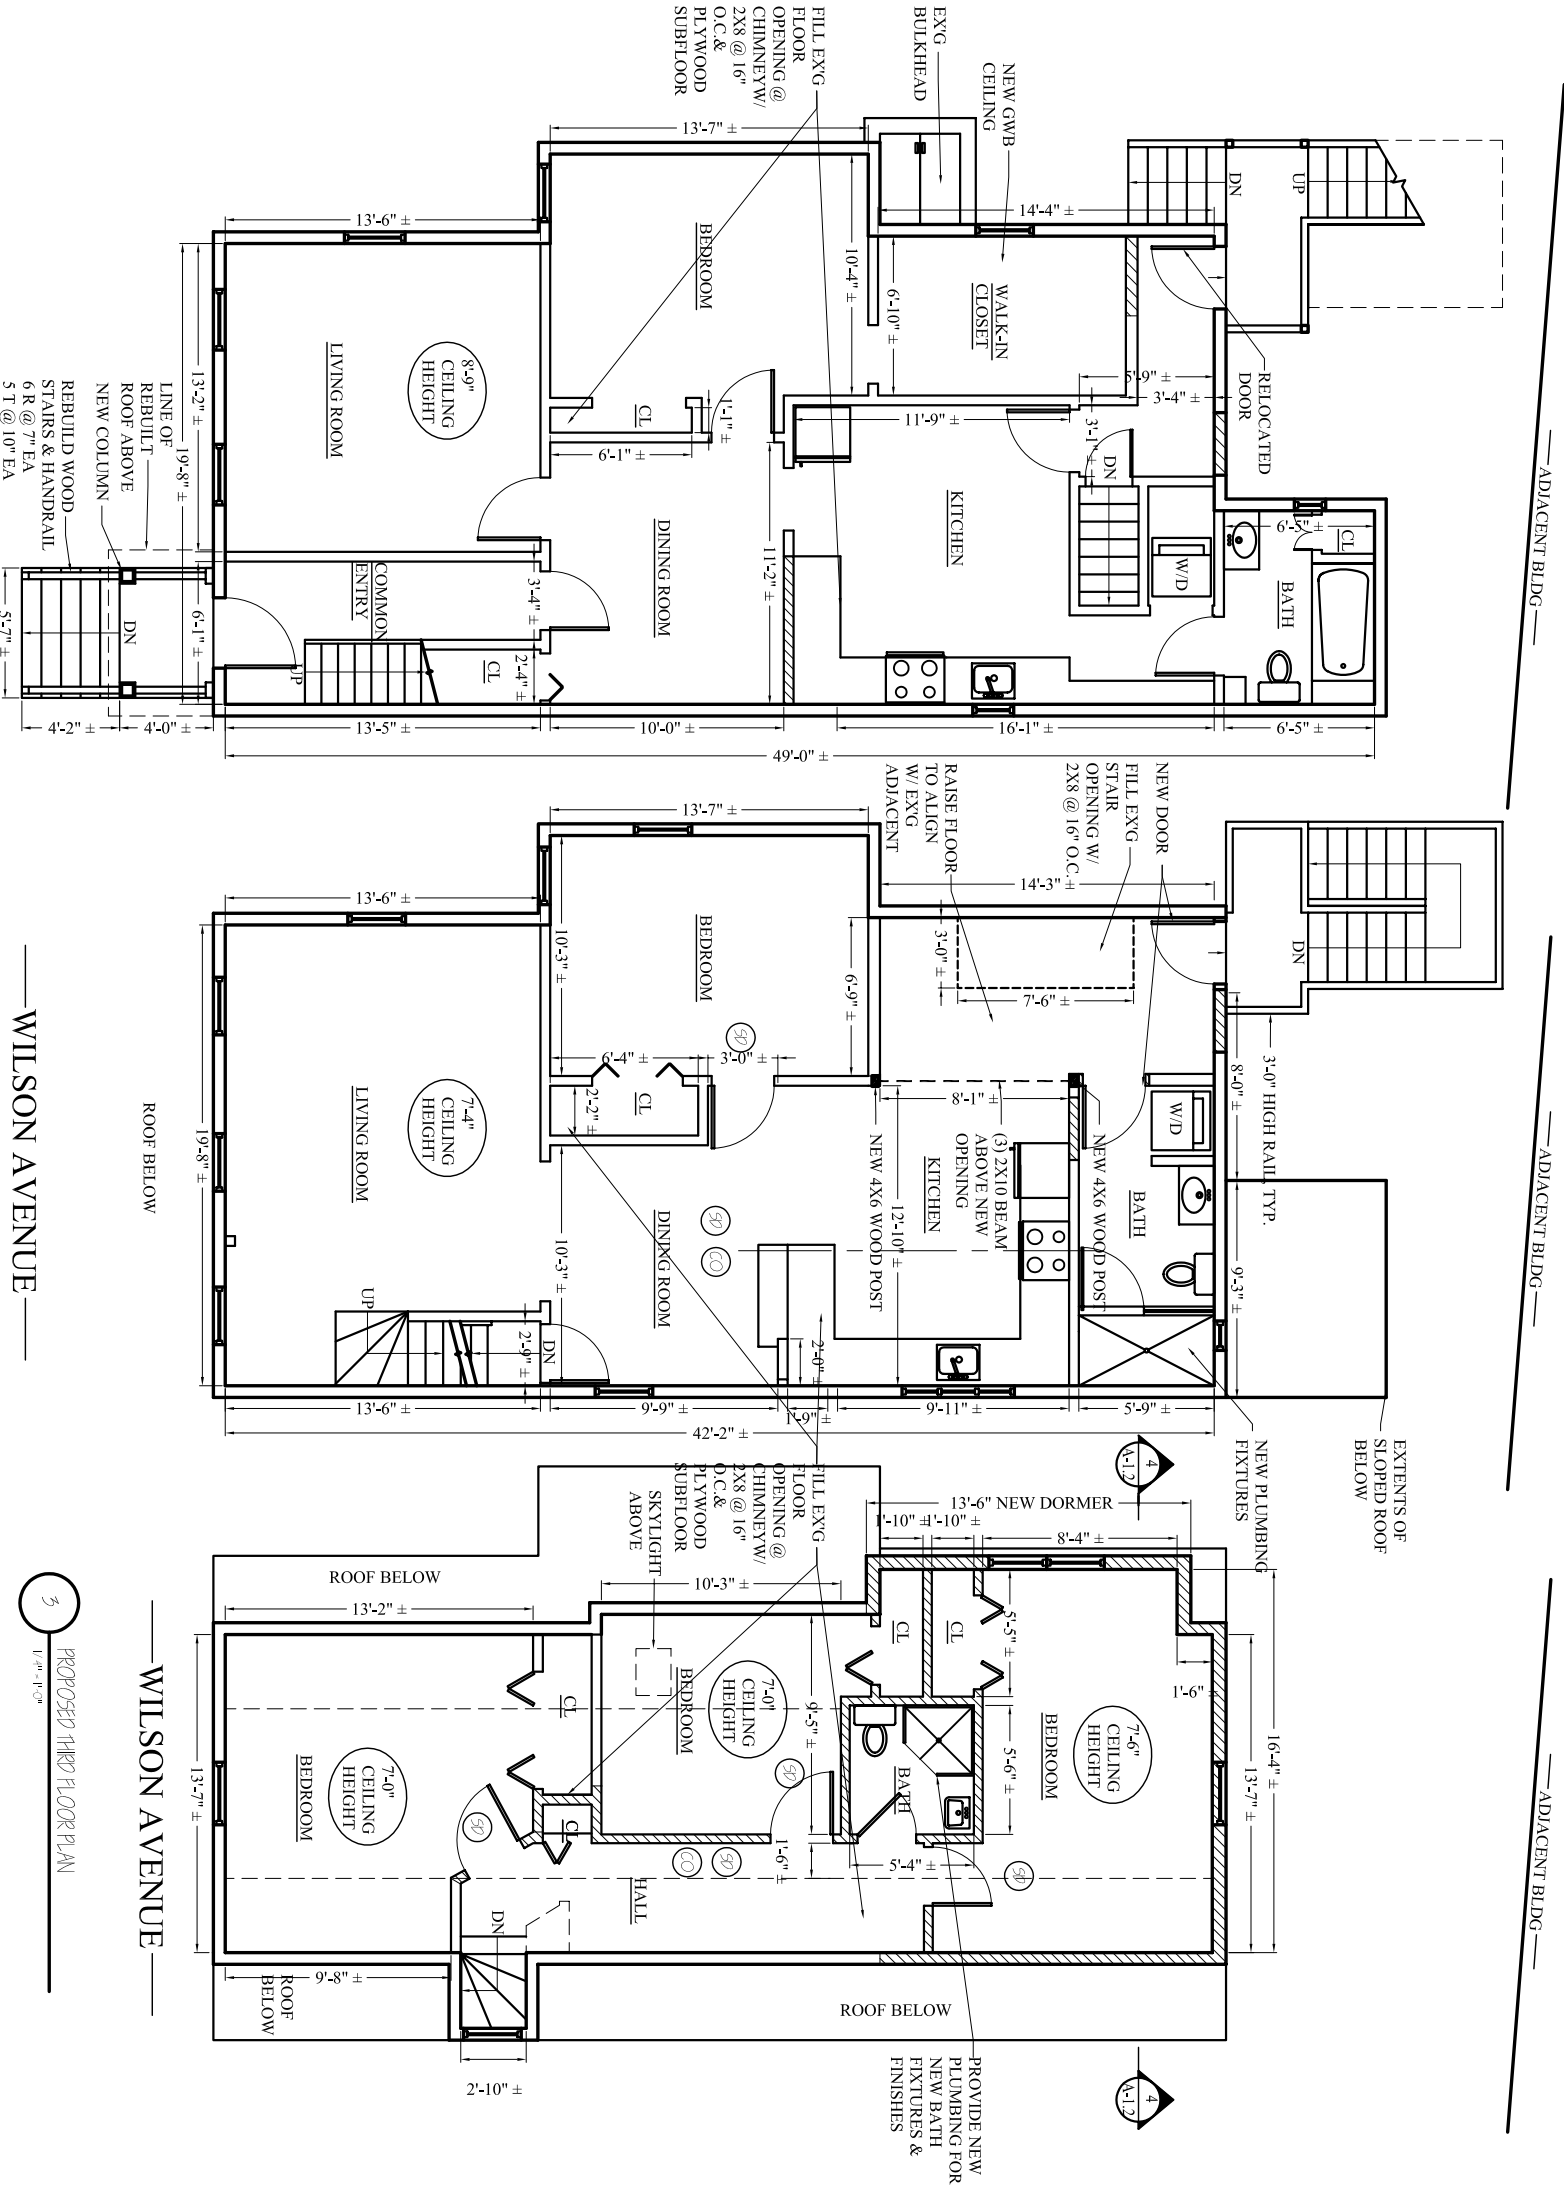 ADJACENT BLDG
EX'G
BULKHEAD
NEW GWB
CEILING
FILL EX'G
FLOOR
OPENING @
CHIMNEYW/
2X8 @ 16"
O.C.&
PLYWOOD
SUBFLOOR
UP
DN
RELOCATED
DOOR
14'-4" ±
13'-7" ±
13'-6" ±
10'-4" ±
6'-10" ±
WALK-IN
CLOSET
BEDROOM
CL
1'-1" ±
6'-1" ±
5'-9" ±
3'-4" ±
3'-1" ±
11'-9" ±
DN
KITCHEN
W/D
BATH
CL
6'-5" ±
DINING ROOM
11'-2" ±
8'-9"
CEILING
HEIGHT
LIVING ROOM
COMMON
ENTRY
3'-4" ±
2'-4" ±
CL
UP
13'-2" ±
19'-8" ±
6'-1" ±
LINE OF
REBUILT
ROOF ABOVE
NEW COLUMN
REBUILD WOOD
STAIRS & HANDRAIL
6 R @ 7" EA
5 T @ 10" EA
DN
5'-7" ±
4'-2" ±
4'-0" ±
13'-5" ±
10'-0" ±
16'-1" ±
6'-5" ±
49'-0" ±
ADJACENT BLDG
NEW DOOR
FILL EX'G
STAIR
OPENING W/
2X8 @ 16" O.C.
RAISE FLOOR
TO ALIGN
W/ EX'G
ADJACENT
DN
3'-0" HIGH RAIL, TYP.
8'-0" ±
9'-3" ±
14'-3" ±
13'-7" ±
13'-6" ±
3'-0" ±
7'-6" ±
6'-9" ±
10'-3" ±
BEDROOM
SD
6'-4" ±
3'-0" ±
2'-2" ±
CL
8'-1" ±
(3) 2X10 BEAM
ABOVE NEW
OPENING
NEW 4X6 WOOD POST
NEW 4X6 WOOD POST
KITCHEN
12'-10" ±
W/D
BATH
SD
CO
DINING ROOM
10'-3" ±
7'-4"
CEILING
HEIGHT
LIVING ROOM
UP
DN
2'-9" ±
2'-0" ±
1'-9" ±
19'-8" ±
ROOF BELOW
13'-6" ±
9'-9" ±
9'-11" ±
5'-9" ±
42'-2" ±
NEW PLUMBING
FIXTURES
EXTENTS OF
SLOPED ROOF
BELOW
WILSON AVENUE
ADJACENT BLDG
4
A-1.2
FILL EX'G
FLOOR
OPENING @
CHIMNEYW/
2X8 @ 16"
O.C.&
PLYWOOD
SUBFLOOR
SKYLIGHT
ABOVE
13'-6" NEW DORMER
1'-10" ±
1'-10" ±
8'-4" ±
10'-3" ±
13'-2" ±
ROOF BELOW
CL
CL
5'-5" ±
5'-6" ±
1'-6" ±
16'-4" ±
13'-7" ±
7'-6"
CEILING
HEIGHT
BEDROOM
9'-5" ±
7'-0"
CEILING
HEIGHT
BEDROOM
BATH
5'-4" ±
1'-6" ±
SD
SD
SD
CO
CL
CL
7'-0"
CEILING
HEIGHT
BEDROOM
SD
HALL
DN
13'-7" ±
9'-8" ±
ROOF
BELOW
ROOF BELOW
2'-10" ±
PROVIDE NEW
PLUMBING FOR
NEW BATH
FIXTURES &
FINISHES
4
A-1.2
WILSON AVENUE
3
PROPOSED THIRD FLOOR PLAN
1/4" = 1'-0"